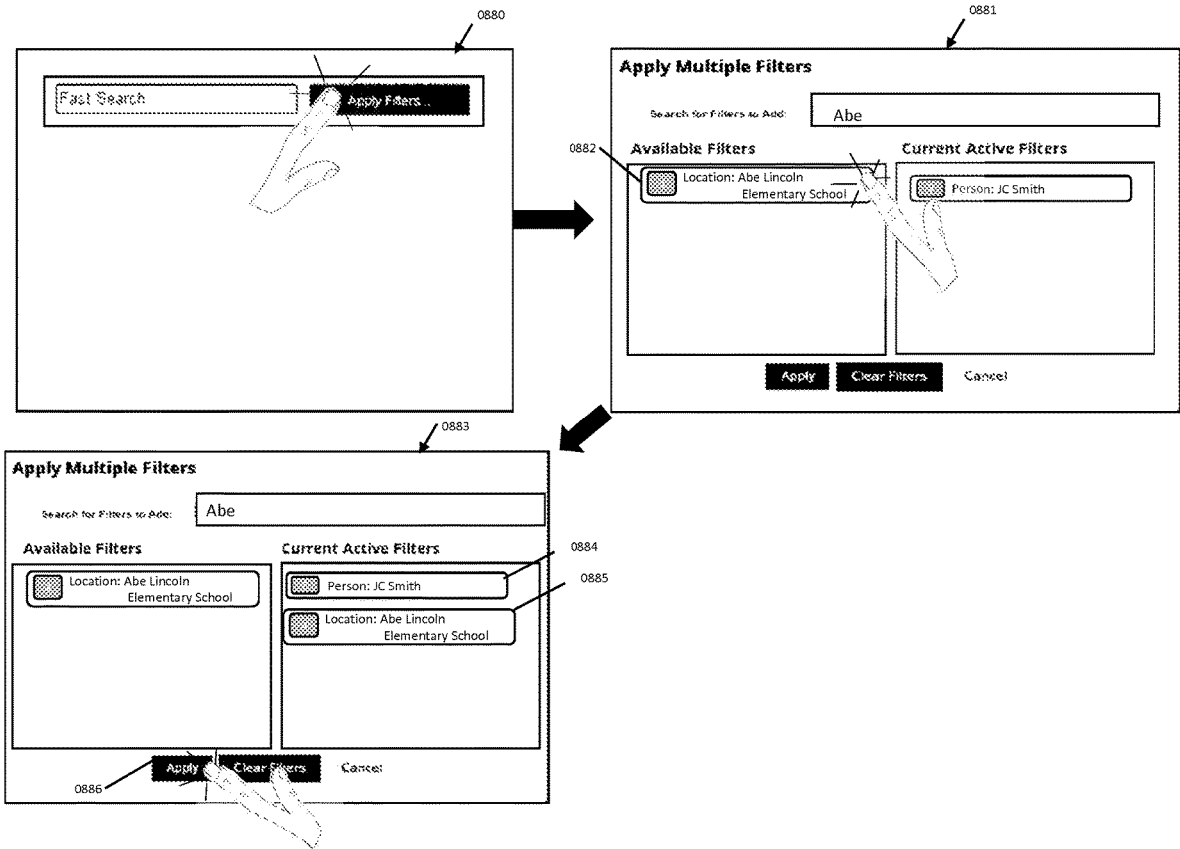 0880
Fast Search
Apply Filters...
0881
Apply Multiple Filters
Search for Filters to Add:
Abe
0882
Available Filters
Current Active Filters
Location: Abe Lincoln
Elementary School
Person: JC Smith
Apply
Clear Filters
Cancel
0883
Apply Multiple Filters
Search for Filters to Add:
Abe
Available Filters
Current Active Filters
0884
0885
Location: Abe Lincoln
Elementary School
Person: JC Smith
Location: Abe Lincoln
Elementary School
Apply
Clear Filters
Cancel
0886